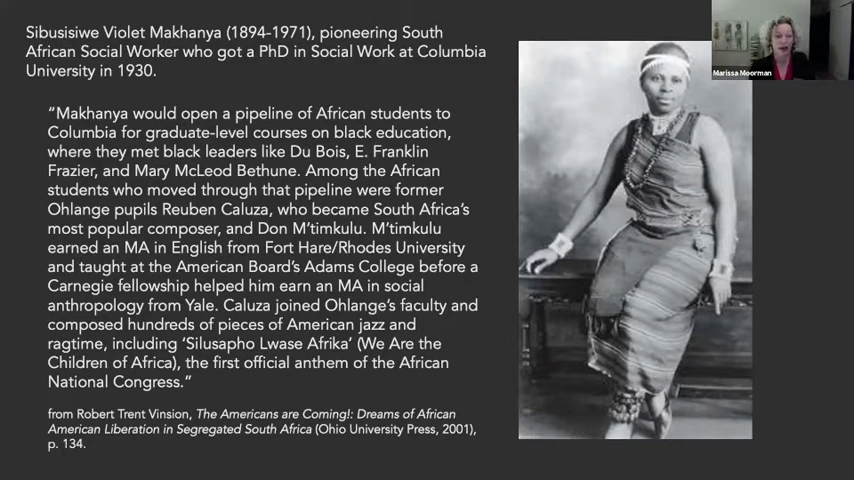 Sibusisiwe Violet Makhanya (1894-1971), pioneering South
African Social Worker who got a PhD in Social Work at Columbia
University in 1930.
“Makhanya would open a pipeline of African students to
Columbia for graduate-level courses on black education,
where they met black leaders like Du Bois, E. Franklin
Frazier, and Mary McLeod Bethune. Among the African
students who moved through that pipeline were former
Ohlange pupils Reuben Caluza, who became South Africa’s
most popular composer, and Don M’timkulu. M’timkulu
earned an MA in English from Fort Hare/Rhodes University
and taught at the American Board’s Adams College before a
Carnegie fellowship helped him earn an MA in social
anthropology from Yale. Caluza joined Ohlange’s faculty and
composed hundreds of pieces of American jazz and
ragtime, including ‘Silusapho Lwase Afrika’ (We Are the
Children of Africa), the first official anthem of the African
National Congress.”
from Robert Trent Vinsion, The Americans are Coming!: Dreams of African
American Liberation in Segregated South Africa (Ohio University Press, 2001),
p. 134.
Marissa Moorman